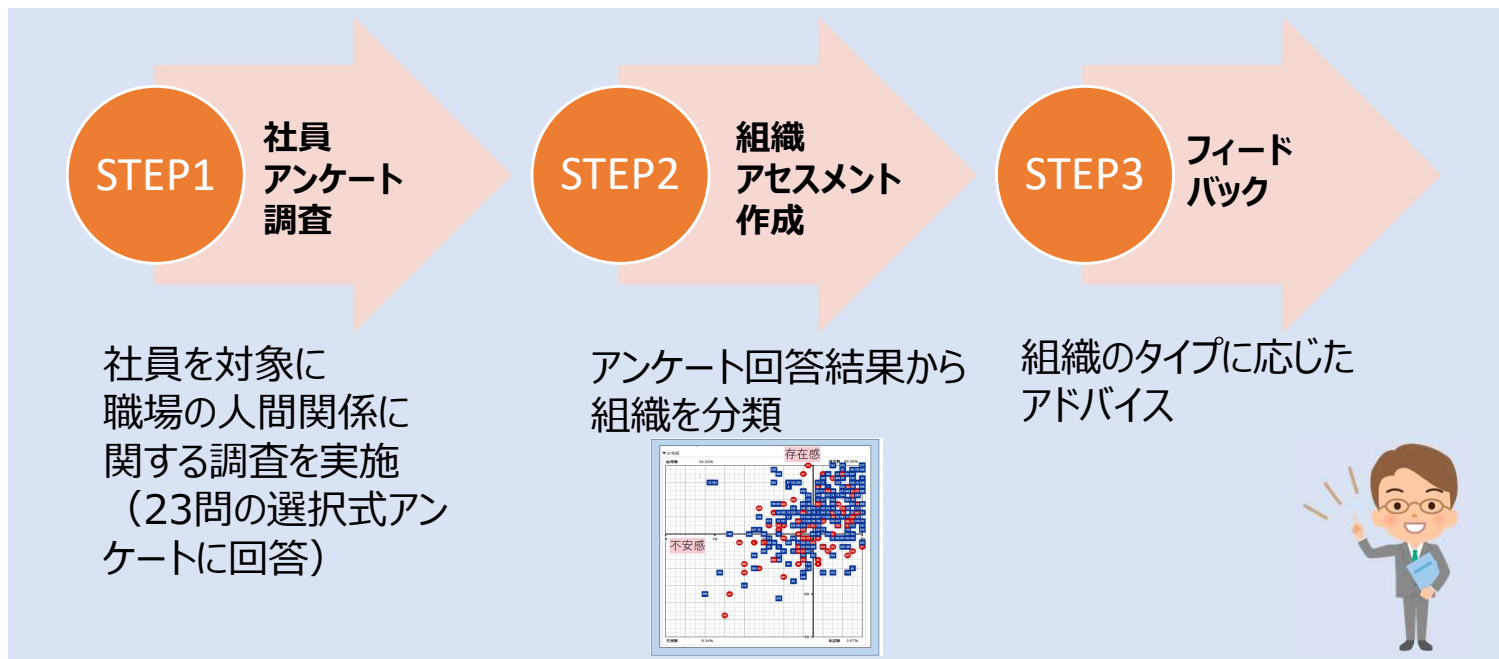 STEP1
社員
アンケート
調査
STEP2
組織
アセスメント
作成
STEP3
フィード
バック
社員を対象に
職場の人間関係に
関する調査を実施
（23問の選択式アン
ケートに回答）
アンケート回答結果から
組織を分類
組織のタイプに応じた
アドバイス
存在感
不安感